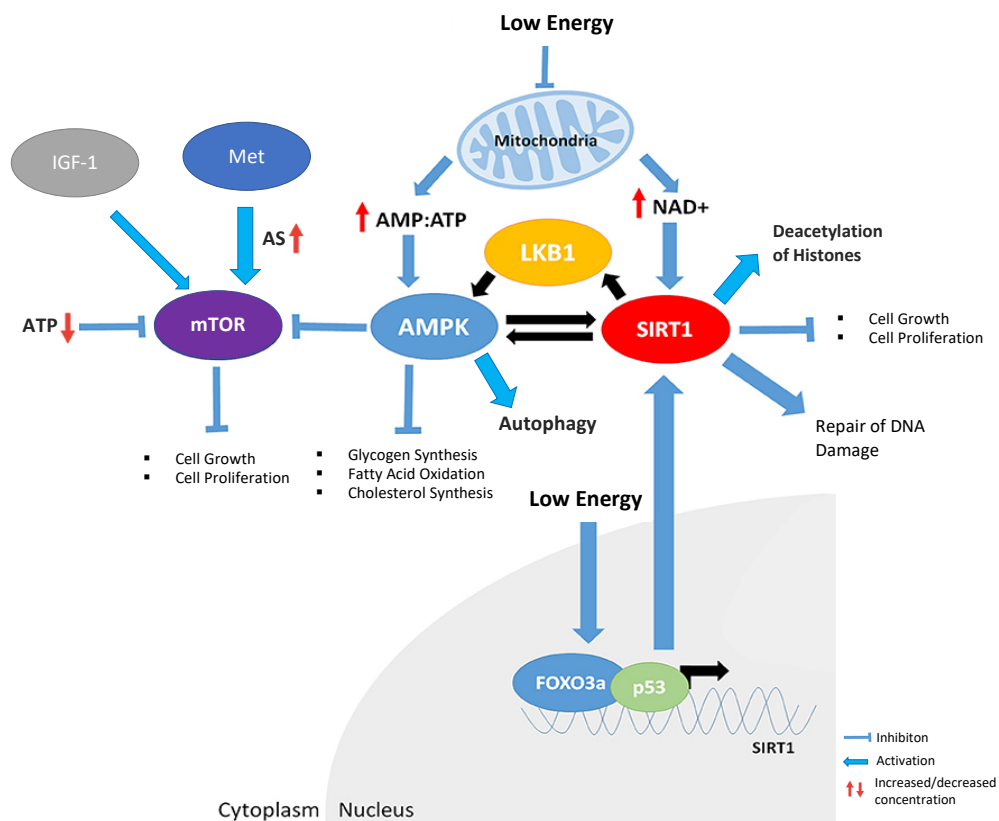 Low Energy
Mitochondria
IGF-1
Met
AS
AMP:ATP
NAD+
LKB1
Deacetylation
of Histones
ATP
mTOR
AMPK
SIRT1
▪ Cell Growth
▪ Cell Proliferation
Autophagy
Repair of DNA
Damage
▪ Cell Growth
▪ Cell Proliferation
▪ Glycogen Synthesis
▪ Fatty Acid Oxidation
▪ Cholesterol Synthesis
Low Energy
FOXO3a
p53
SIRT1
Inhibiton
Activation
Increased/decreased
concentration
Cytoplasm
Nucleus